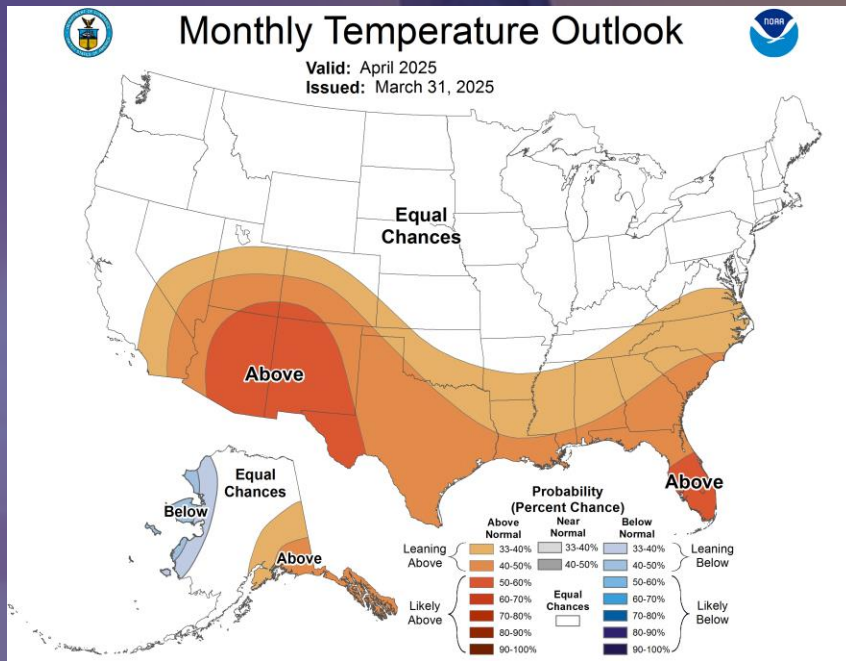 Monthly Temperature Outlook
NOAA
Valid: April 2025
Issued: March 31, 2025
Equal
Chances
Above
Above
Equal
Chances
Below
Above
Probability
(Percent Chance)
Above
Normal
Near
Normal
Below
Normal
Leaning
Above
33-40%
33-40%
33-40%
Leaning
Below
40-50%
40-50%
40-50%
50-60%
50-60%
Likely
Above
60-70%
Equal
Chances
60-70%
Likely
Below
70-80%
70-80%
80-90%
80-90%
90-100%
90-100%